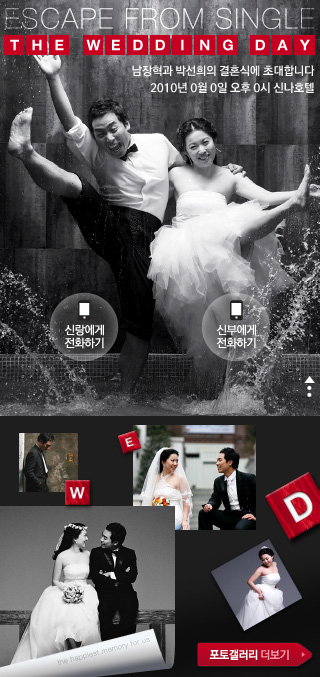 ESCAPE FROM SINGLE
THE WEDDING DAY
남장혁과 박선희의 결혼식에 초대합니다
2010년 0월 0일 오후 0시 신나호텔
신랑에게
전화하기
신부에게
전화하기
E
W
D
the happiest memory for us
포토갤러리 더보기